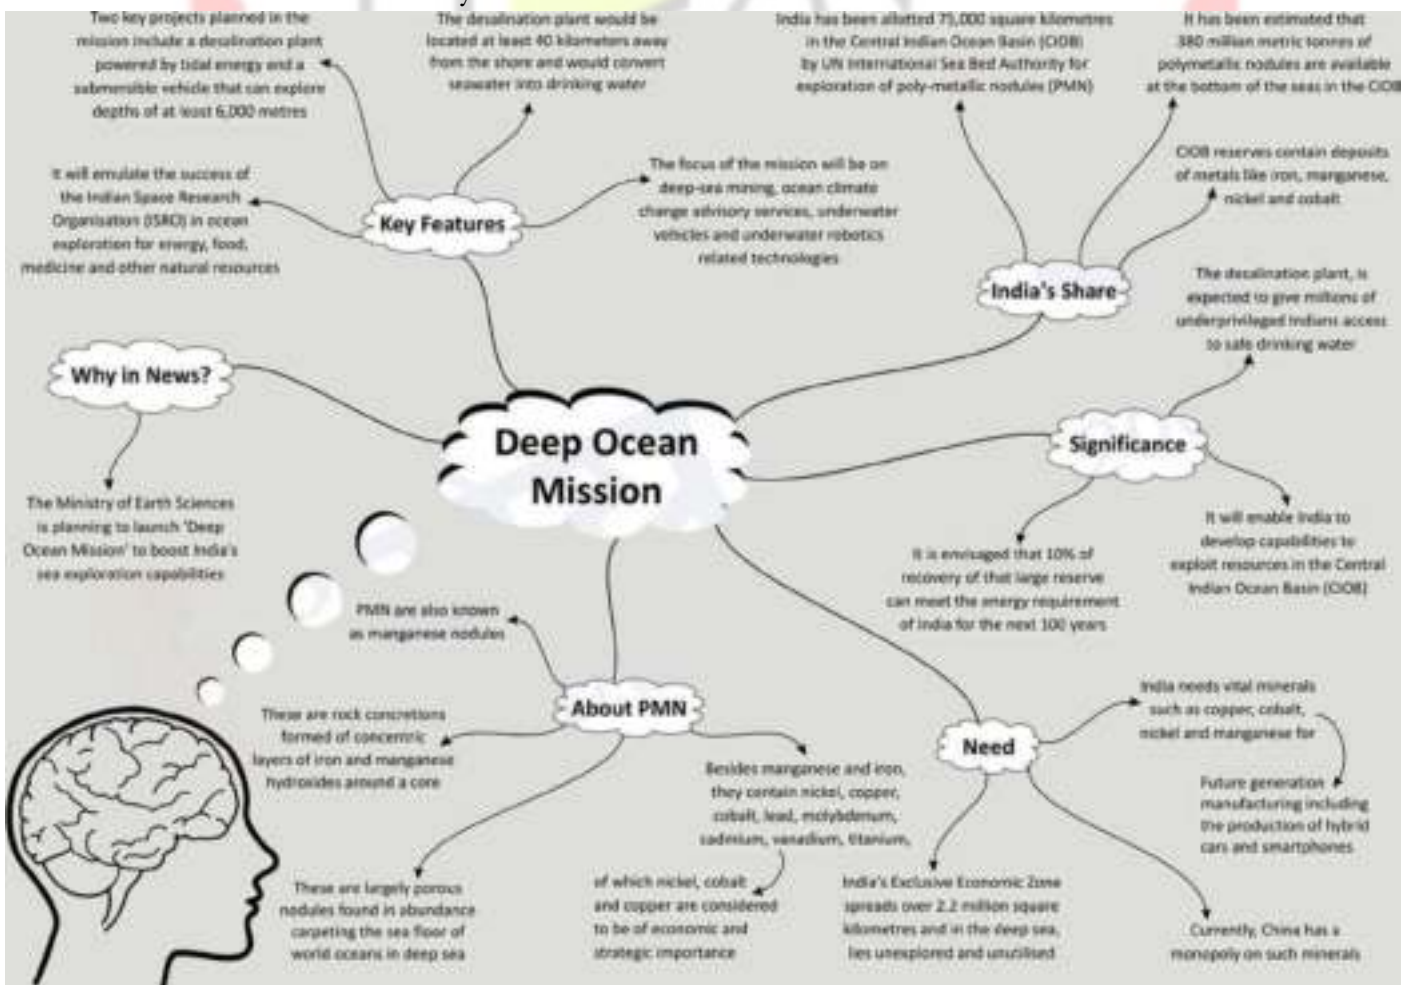 Two key projects planned in the
mission include a desalination plant
powered by tidal energy and a
submersible vehicle that can explore
depths of at least 6,000 metres
The desalination plant would be
located at least 40 kilometers away
from the shore and would convert
seawater into drinking water
India has been allotted 75,000 square kilometres
in the Central Indian Ocean Basin (CIOB)
by UN International Sea Bed Authority for
exploration of poly-metallic nodules (PMN)
It has been estimated that
380 million metric tonnes of
polymetallic nodules are available
at the bottom of the seas in the CIOB
It will emulate the success of
the Indian Space Research
Organisation (ISRO) in ocean
exploration for energy, food,
medicine and other natural resources
Key Features
The focus of the mission will be on
deep-sea mining, ocean climate
change advisory services, underwater
vehicles and underwater robotics
related technologies
CIOB reserves contain deposits
of metals like iron, manganese,
nickel and cobalt
India's Share
The desalination plant, is
expected to give millions of
underprivileged Indians access
to safe drinking water
Why in News?
Deep Ocean
Mission
Significance
The Ministry of Earth Sciences
is planning to launch 'Deep
Ocean Mission' to boost India's
sea exploration capabilities
It is envisaged that 10% of
recovery of that large reserve
can meet the energy requirement
of India for the next 100 years
It will enable India to
develop capabilities to
exploit resources in the Central
Indian Ocean Basin (CIOB)
PMN are also known
as manganese nodules
About PMN
These are rock concretions
formed of concentric
layers of iron and manganese
hydroxides around a core
Besides manganese and iron,
they contain nickel, copper,
cobalt, lead, molybdenum,
cadmium, vanadium, titanium,
of which nickel, cobalt
and copper are considered
to be of economic and
strategic importance
These are largely porous
nodules found in abundance
carpeting the sea floor of
world oceans in deep sea
Need
India needs vital minerals
such as copper, cobalt,
nickel and manganese for
Future generation
manufacturing including
the production of hybrid
cars and smartphones
India's Exclusive Economic Zone
spreads over 2.2 million square
kilometres and in the deep sea,
lies unexplored and unutilised
Currently, China has a
monopoly on such minerals